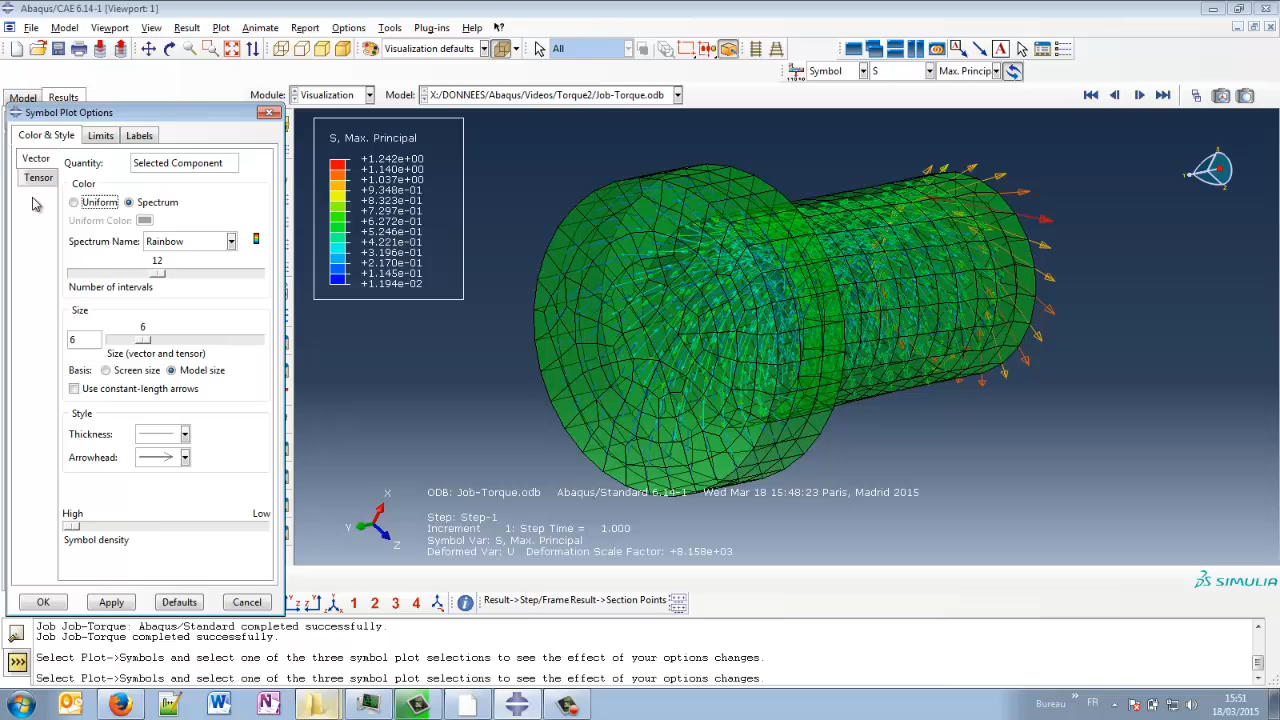 Abaqus/CAE 6.14-1 [Viewport: 1]
File Model Viewport View Result Plot Animate Report Options Tools Plug-ins Help
Visualization defaults All
Symbol S Max. Princip
Model Results Module: Visualization Model: X:/DONNEES/Abaqus/Videos/Torque2/Job-Torque.odb
Symbol Plot Options
Color & Style Limits Labels
Vector
Tensor
Quantity: Selected Component
Color
Uniform Spectrum
Uniform Color:
Spectrum Name: Rainbow
12
Number of intervals
Size
6
6
Size (vector and tensor)
Basis: Screen size Model size
Use constant-length arrows
Style
Thickness:
Arrowhead:
High Low
Symbol density
OK Apply Defaults Cancel
S, Max. Principal
+1.242e+00
+1.140e+00
+1.037e+00
+9.348e-01
+8.323e-01
+7.297e-01
+6.272e-01
+5.246e-01
+4.221e-01
+3.196e-01
+2.170e-01
+1.145e-01
+1.194e-02
X
Y
Z
ODB: Job-Torque.odb Abaqus/Standard 6.14-1 Wed Mar 18 15:48:23 Paris, Madrid 2015
Step: Step-1
Increment 1: Step Time = 1.000
Symbol Var: S, Max. Principal
Deformed Var: U Deformation Scale Factor: +8.158e+03
SIMULIA
1 2 3 4 Result->Step/Frame Result->Section Points
Job Job-Torque: Abaqus/Standard completed successfully.
Job Job-Torque completed successfully.
Select Plot->Symbols and select one of the three symbol plot selections to see the effect of your options changes.
Select Plot->Symbols and select one of the three symbol plot selections to see the effect of your options changes.
Bureau FR
15:51
18/03/2015